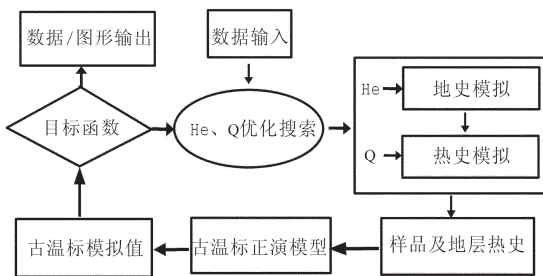 数据/图形输出
数据输入
目标函数
He、Q优化搜索
He
地史模拟
Q
热史模拟
古温标模拟值
古温标正演模型
样品及地层热史